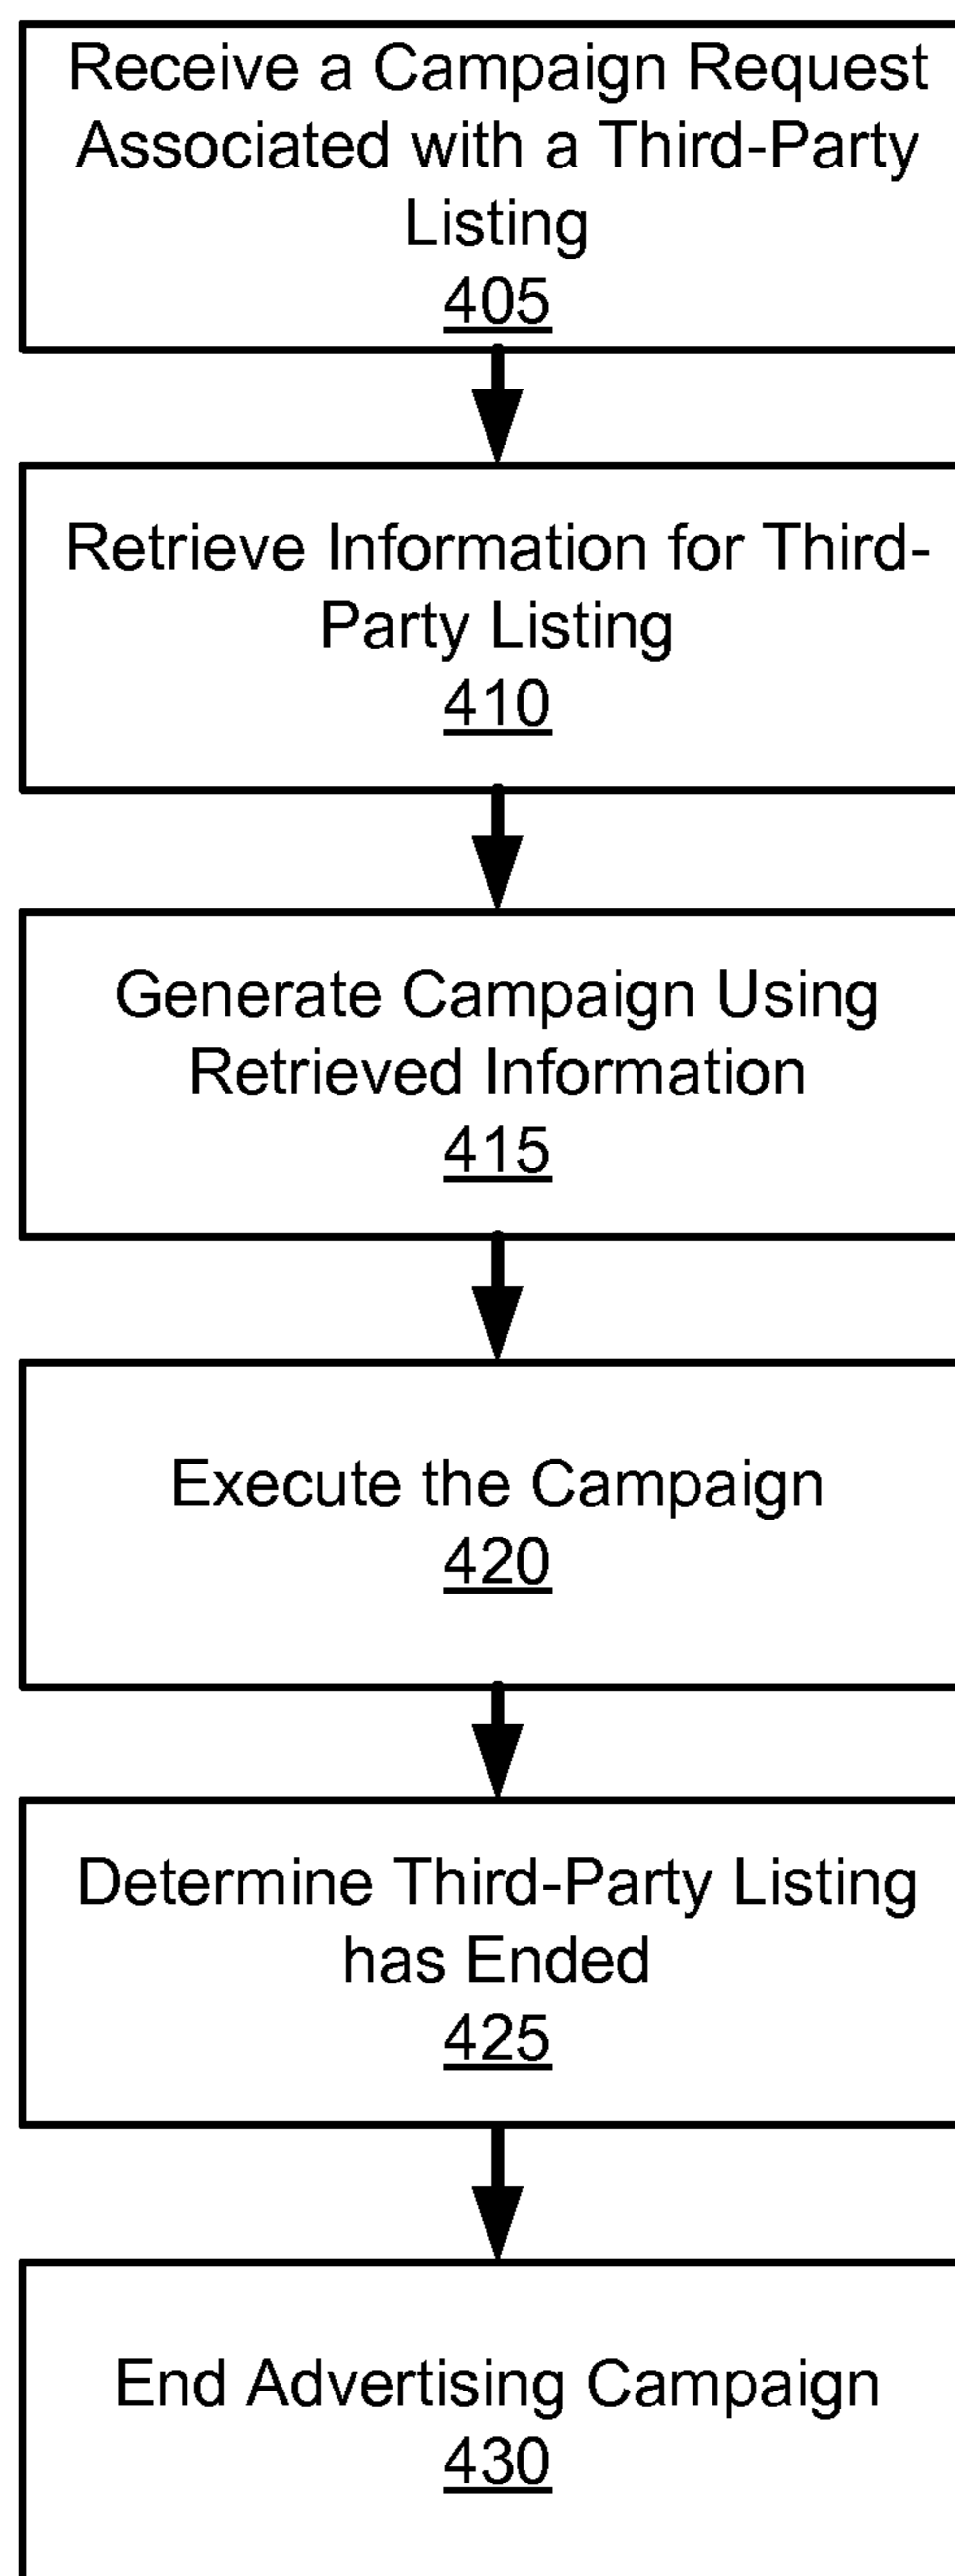 Receive a Campaign Request
Associated with a Third-Party
Listing
405
Retrieve Information for Third-
Party Listing
410
Generate Campaign Using
Retrieved Information
415
Execute the Campaign
420
Determine Third-Party Listing
has Ended
425
End Advertising Campaign
430